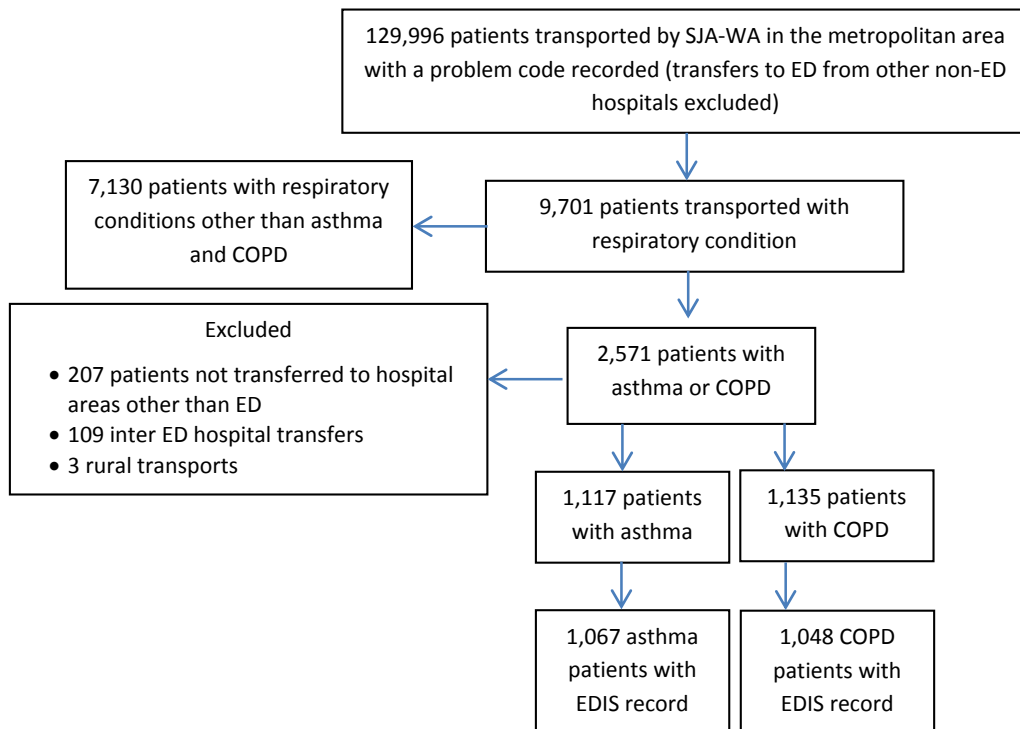 129,996 patients transported by SJA-WA in the metropolitan area
with a problem code recorded (transfers to ED from other non-ED
hospitals excluded)
7,130 patients with respiratory
conditions other than asthma
and COPD
9,701 patients transported with
respiratory condition
Excluded
• 207 patients not transferred to hospital
areas other than ED
• 109 inter ED hospital transfers
• 3 rural transports
2,571 patients with
asthma or COPD
1,117 patients
with asthma
1,135 patients
with COPD
1,067 asthma
patients with
EDIS record
1,048 COPD
patients with
EDIS record